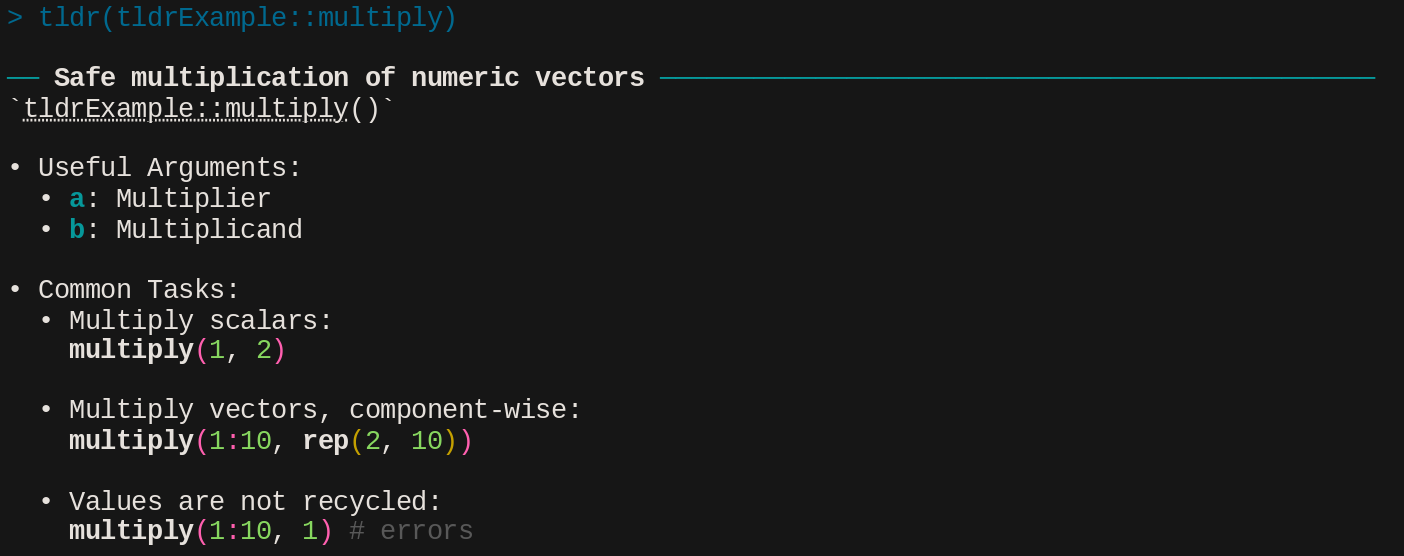 > tldr(tldrExample::multiply)
── Safe multiplication of numeric vectors ──────────────────────────────────────────────
`tldrExample::multiply()`
• Useful Arguments:
• a: Multiplier
• b: Multiplicand
• Common Tasks:
• Multiply scalars:
multiply(1, 2)
• Multiply vectors, component-wise:
multiply(1:10, rep(2, 10))
• Values are not recycled:
multiply(1:10, 1) # errors